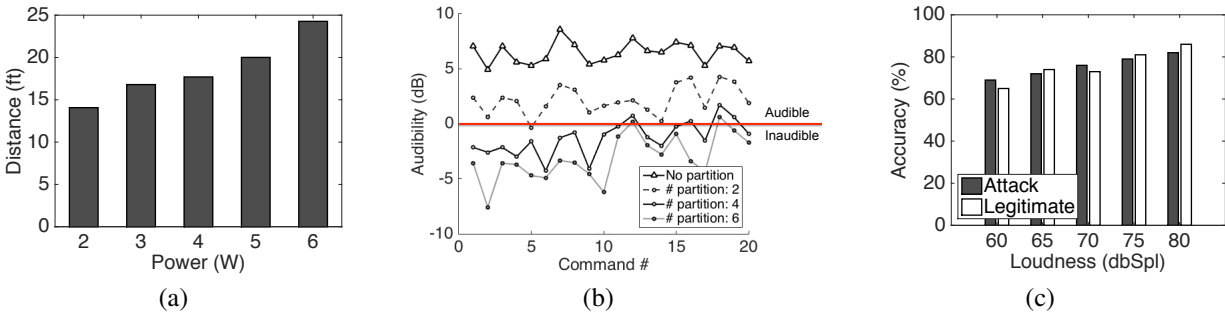 Distance (ft)
25
20
15
10
5
0
2 3 4 5 6
Power (W)
(a)
Audibility (dB)
10
5
0
-5
-10
Audible
Inaudible
No partition
# partition: 2
# partition: 4
# partition: 6
0 5 10 15 20
Command #
(b)
Accuracy (%)
100
80
60
40
20
0
Attack
Legitimate
60 65 70 75 80
Loudness (dbSpl)
(c)